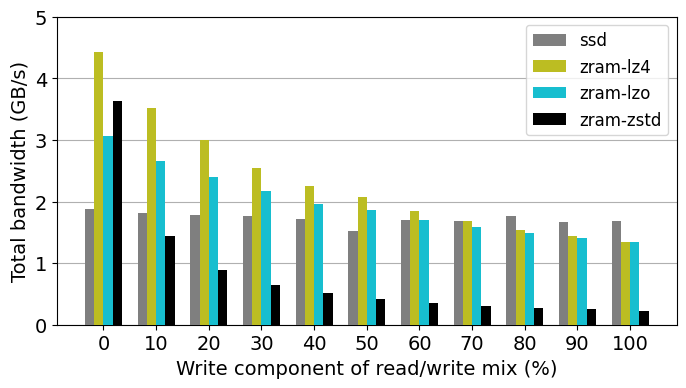 5
4
3
2
1
0
Total bandwidth (GB/s)
ssd
zram-lz4
zram-lzo
zram-zstd
0 10 20 30 40 50 60 70 80 90 100
Write component of read/write mix (%)